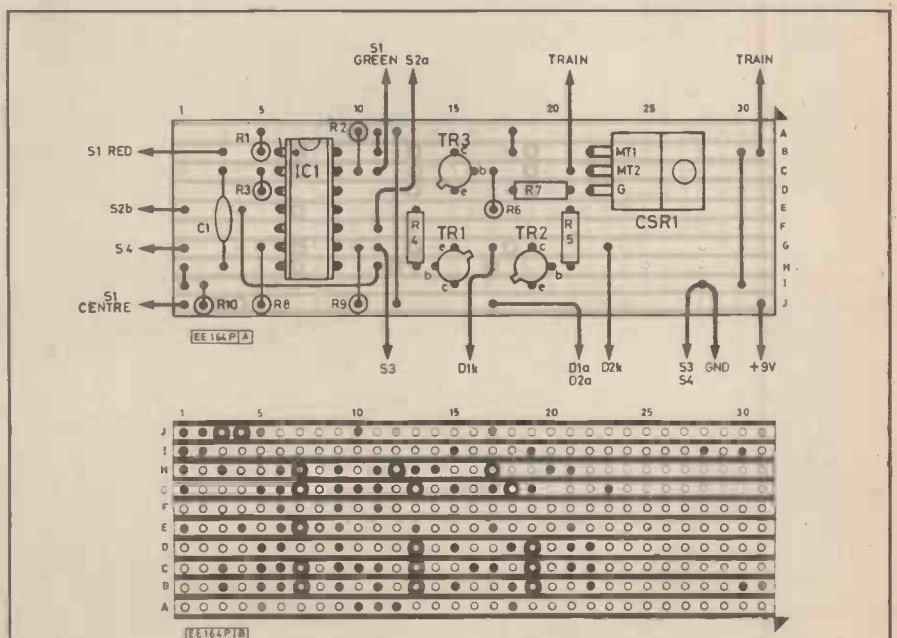 S1
GREEN S2a TRAIN TRAIN
1 5 10 15 20 25 30
S1 RED
R1 R2 TR3 c A
IC1 b MT1 B
MT2 C
R3 R7 G D
S2b C1 R6 E
R4 R5 CSR1 F
S4 e TR1 TR2 c G
b b H
c e I
S1
CENTRE R10 R8 R9 J
EE164P A
S3 D1k D1a D2k S3 GND +9V
D2a S4
1 5 10 15 20 25 30
J
I
H
G
F
E
D
C
B
A
EE164P B